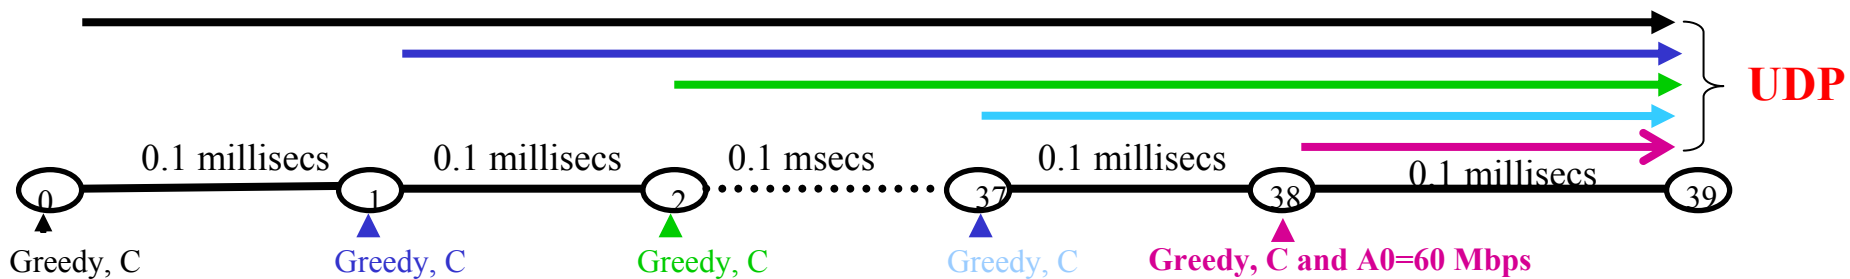 UDP
0.1 millisecs 0.1 millisecs 0.1 msecs 0.1 millisecs 0.1 millisecs
0 1 2 37 38 39
Greedy, C Greedy, C Greedy, C Greedy, C Greedy, C and A0=60 Mbps